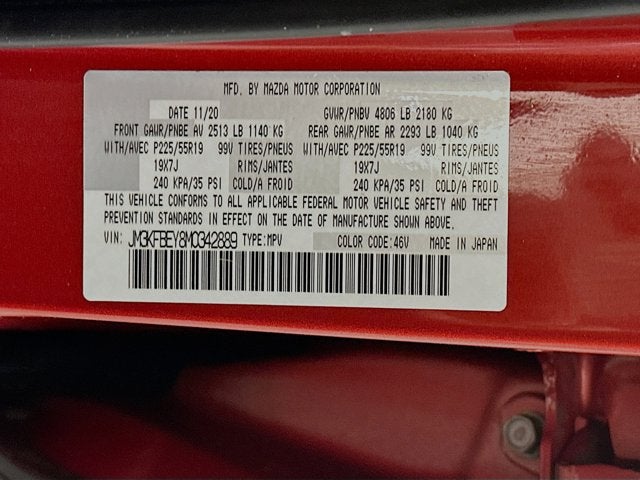 MFD. BY MAZDA MOTOR CORPORATION
DATE 11/20 GVWR/PNBV 4806 LB 2180 KG
FRONT GAWR/PNBE AV 2513 LB 1140 KG REAR GAWR/PNBE AR 2293 LB 1040 KG
WITH/AVEC P225/55R19 99V TIRES/PNEUS WITH/AVEC P225/55R19 99V TIRES/PNEUS
19X7J RIMS/JANTES 19X7J RIMS/JANTES
240 KPA/35 PSI COLD/A FROID 240 KPA/35 PSI COLD/A FROID
THIS VEHICLE CONFORMS TO ALL APPLICABLE FEDERAL MOTOR VEHICLE SAFETY AND THEFT
PREVENTION STANDARDS IN EFFECT ON THE DATE OF MANUFACTURE SHOWN ABOVE.
VIN: JM3KFBEY8M0342889 TYPE:MPV COLOR CODE:46V MADE IN JAPAN